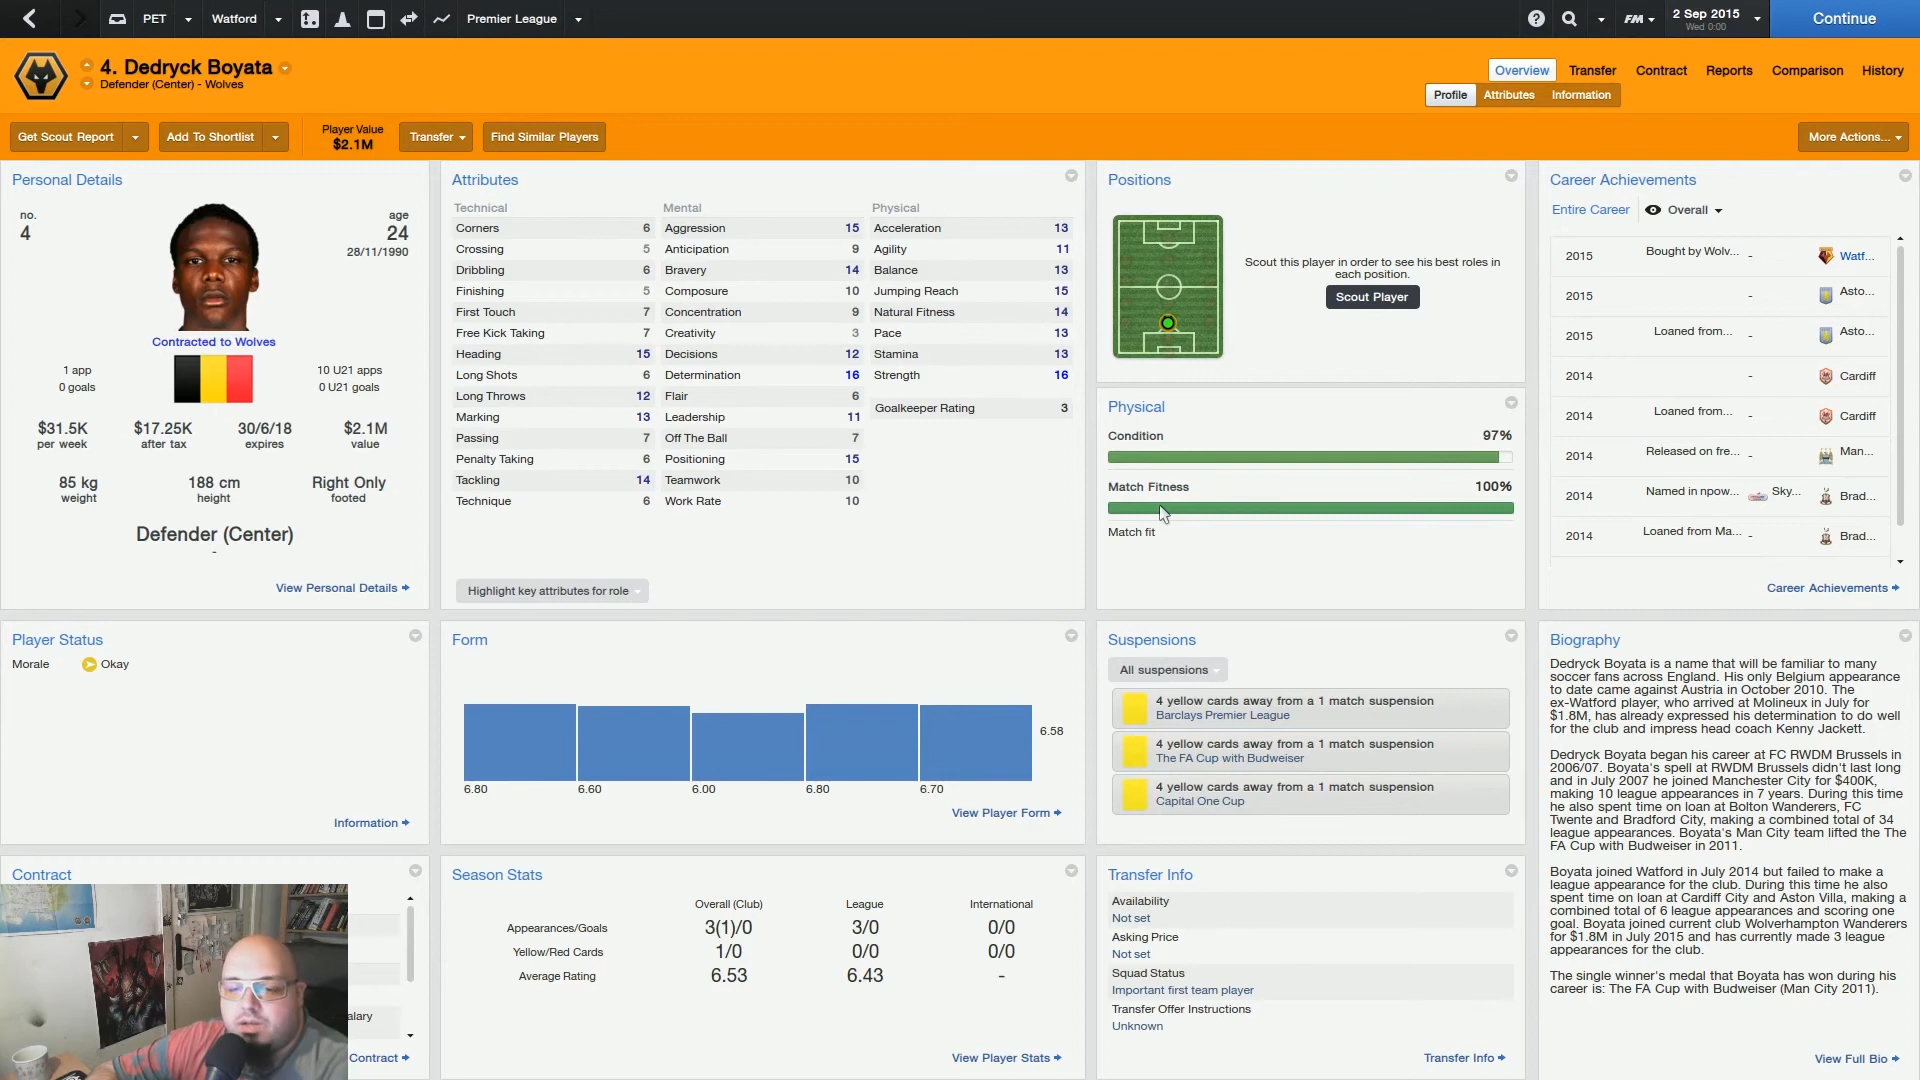 PET
Watford
Premier League
FM
2 Sep 2015
Wed 0:00
Continue
4. Dedryck Boyata
Defender (Center) - Wolves
Overview
Transfer
Contract
Reports
Comparison
History
Profile
Attributes
Information
Get Scout Report
Add To Shortlist
Player Value
$2.1M
Transfer
Find Similar Players
More Actions...
Personal Details
no.
4
age
24
28/11/1990
Contracted to Wolves
1 app
0 goals
10 U21 apps
0 U21 goals
$31.5K
per week
$17.25K
after tax
30/6/18
expires
$2.1M
value
85 kg
weight
188 cm
height
Right Only
footed
Defender (Center)
-
View Personal Details
Attributes
Technical
Corners 6
Crossing 5
Dribbling 6
Finishing 5
First Touch 7
Free Kick Taking 7
Heading 15
Long Shots 6
Long Throws 12
Marking 13
Passing 7
Penalty Taking 6
Tackling 14
Technique 6
Mental
Aggression 15
Anticipation 9
Bravery 14
Composure 10
Concentration 9
Creativity 3
Decisions 12
Determination 16
Flair 6
Leadership 11
Off The Ball 7
Positioning 15
Teamwork 10
Work Rate 10
Physical
Acceleration 13
Agility 11
Balance 13
Jumping Reach 15
Natural Fitness 14
Pace 13
Stamina 13
Strength 16
Goalkeeper Rating 3
Highlight key attributes for role
Positions
Scout this player in order to see his best roles in
each position.
Scout Player
Physical
Condition 97%
Match Fitness 100%
Match fit
Career Achievements
Entire Career
Overall
2015 Bought by Wolv... - Watf...
2015 - Asto...
2015 Loaned from... - Asto...
2014 - Cardiff
2014 Loaned from... - Cardiff
2014 Released on fre... - Man...
2014 Named in npow... Sky... Brad...
2014 Loaned from Ma... - Brad...
Career Achievements
Player Status
Morale Okay
Information
Form
6.58
6.80 6.60 6.00 6.80 6.70
View Player Form
Suspensions
All suspensions
4 yellow cards away from a 1 match suspension
Barclays Premier League
4 yellow cards away from a 1 match suspension
The FA Cup with Budweiser
4 yellow cards away from a 1 match suspension
Capital One Cup
Biography
Dedryck Boyata is a name that will be familiar to many
soccer fans across England. His only Belgium appearance
to date came against Austria in October 2010. The
ex-Watford player, who arrived at Molineux in July for
$1.8M, has already expressed his determination to do well
for the club and impress head coach Kenny Jackett.
Dedryck Boyata began his career at FC RWDM Brussels in
2006/07. Boyata's spell at RWDM Brussels didn't last long
and in July 2007 he joined Manchester City for $400K,
making 10 league appearances in 7 years. During this time
he also spent time on loan at Bolton Wanderers, FC
Twente and Bradford City, making a combined total of 34
league appearances. Boyata's Man City team lifted the The
FA Cup with Budweiser in 2011.
Boyata joined Watford in July 2014 but failed to make a
league appearance for the club. During this time he also
spent time on loan at Cardiff City and Aston Villa, making a
combined total of 6 league appearances and scoring one
goal. Boyata joined current club Wolverhampton Wanderers
for $1.8M in July 2015 and has currently made 3 league
appearances for the club.
The single winner's medal that Boyata has won during his
career is: The FA Cup with Budweiser (Man City 2011).
View Full Bio
Contract
alary
Contract
Season Stats
Overall (Club) League International
Appearances/Goals 3(1)/0 3/0 0/0
Yellow/Red Cards 1/0 0/0 0/0
Average Rating 6.53 6.43 -
View Player Stats
Transfer Info
Availability
Not set
Asking Price
Not set
Squad Status
Important first team player
Transfer Offer Instructions
Unknown
Transfer Info